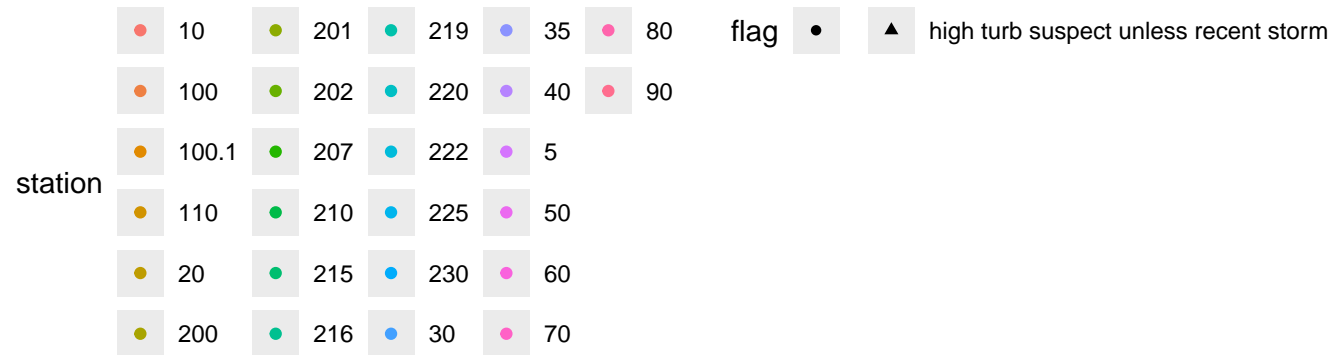 10 201 219 35 80 flag high turb suspect unless recent storm
100 202 220 40 90
100.1 207 222 5
station
110 210 225 50
20 215 230 60
200 216 30 70